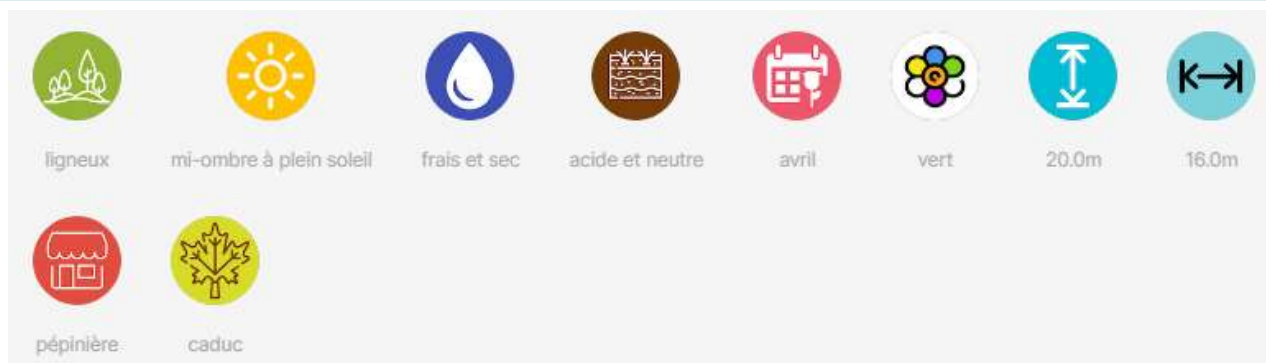 ligneux mi-ombre à plein soleil frais et sec acide et neutre avril vert 20.0m 16.0m
pépinière caduc